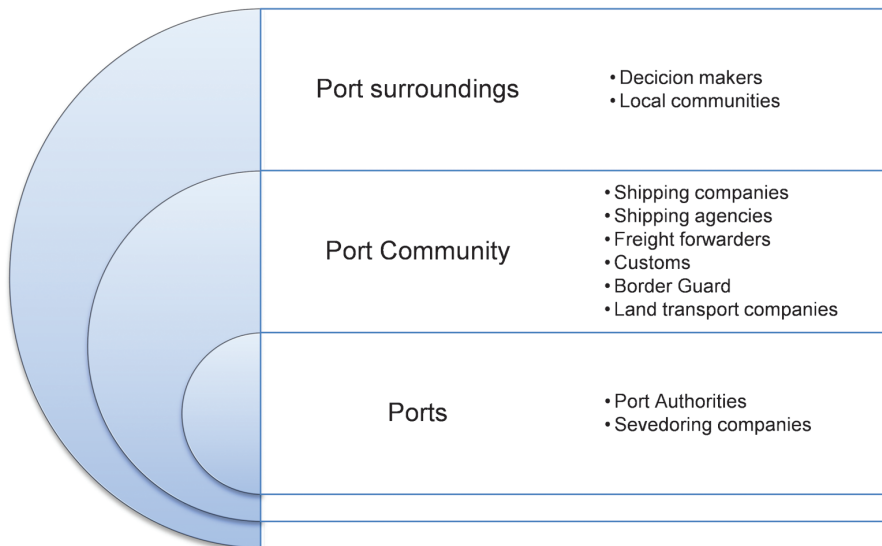 Port surroundings
• Decicion makers
• Local communities
Port Community
• Shipping companies
• Shipping agencies
• Freight forwarders
• Customs
• Border Guard
• Land transport companies
Ports
• Port Authorities
• Sevedoring companies